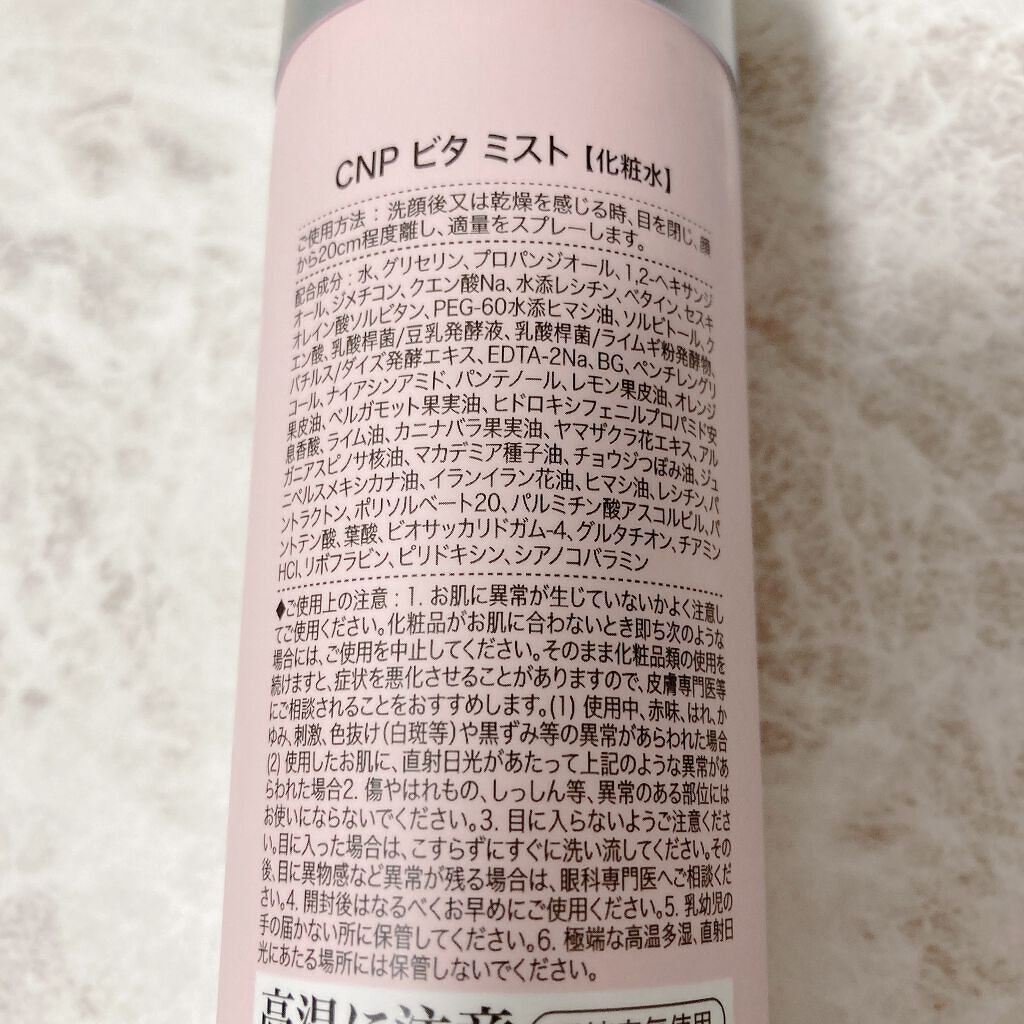 CNP ビタ ミスト【化粧水】
ご使用方法：洗顔後又は乾燥を感じる時、目を閉じ、顔
から20cm程度離し、適量をスプレーします。
配合成分：水、グリセリン、プロパンジオール、1,2-ヘキサンジ
オール、ジメチコン、クエン酸Na、水添レシチン、ベタイン、セスキ
オレイン酸ソルビタン、PEG-60水添ヒマシ油、ソルビトール、ク
エン酸、乳酸桿菌/豆乳発酵液、乳酸桿菌/ライムギ粉発酵物、
バチルス/ダイズ発酵エキス、EDTA-2Na、BG、ペンチレングリ
コール、ナイアシンアミド、パンテノール、レモン果皮油、オレンジ
果皮油、ベルガモット果実油、ヒドロキシフェニルプロパミド安
息香酸、ライム油、カニナバラ果実油、ヤマザクラ花エキス、アル
ガニアスピノサ核油、マカデミア種子油、チョウジつぼみ油、ジュ
ニペルスメキシカナ油、イランイラン花油、ヒマシ油、レシチン、パ
ントラクトン、ポリソルベート20、パルミチン酸アスコルビル、パ
ントテン酸、葉酸、ビオサッカリドガム-4、グルタチオン、チアミン
HCl、リボフラビン、ピリドキシン、シアノコバラミン
◆ご使用上の注意：1. お肌に異常が生じていないかよく注意し
てご使用ください。化粧品がお肌に合わないとき即ち次のような
場合には、ご使用を中止してください。そのまま化粧品類の使用を
続けますと、症状を悪化させることがありますので、皮膚専門医等
にご相談されることをおすすめします。(1) 使用中、赤味、はれ、か
ゆみ、刺激、色抜け(白斑等)や黒ずみ等の異常があらわれた場合
(2) 使用したお肌に、直射日光があたって上記のような異常があ
らわれた場合2. 傷やはれもの、しっしん等、異常のある部位には
お使いにならないでください。3. 目に入らないようご注意くださ
い。目に入った場合は、こすらずにすぐに洗い流してください。その
後、目に異物感など異常が残る場合は、眼科専門医へご相談くだ
さい。4. 開封後はなるべくお早めにご使用ください。5. 乳幼児の
手の届かない所に保管してください。6. 極端な高温多湿、直射日
光にあたる場所には保管しないでください。
高温に注意